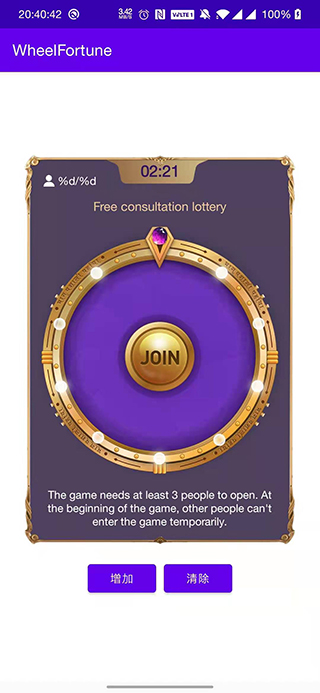 20:40:42 3.42 MB/s VoLTE 1 100%
WheelFortune
02:21
%d/%d
Free consultation lottery
JOIN
The game needs at least 3 people to open. At
the beginning of the game, other people can't
enter the game temporarily.
增加 清除